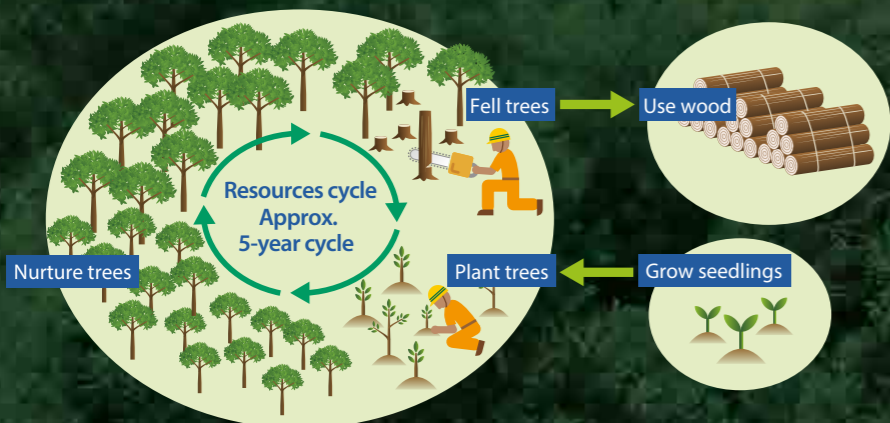 Fell trees
Use wood
Resources cycle
Approx.
5-year cycle
Nurture trees
Plant trees
Grow seedlings